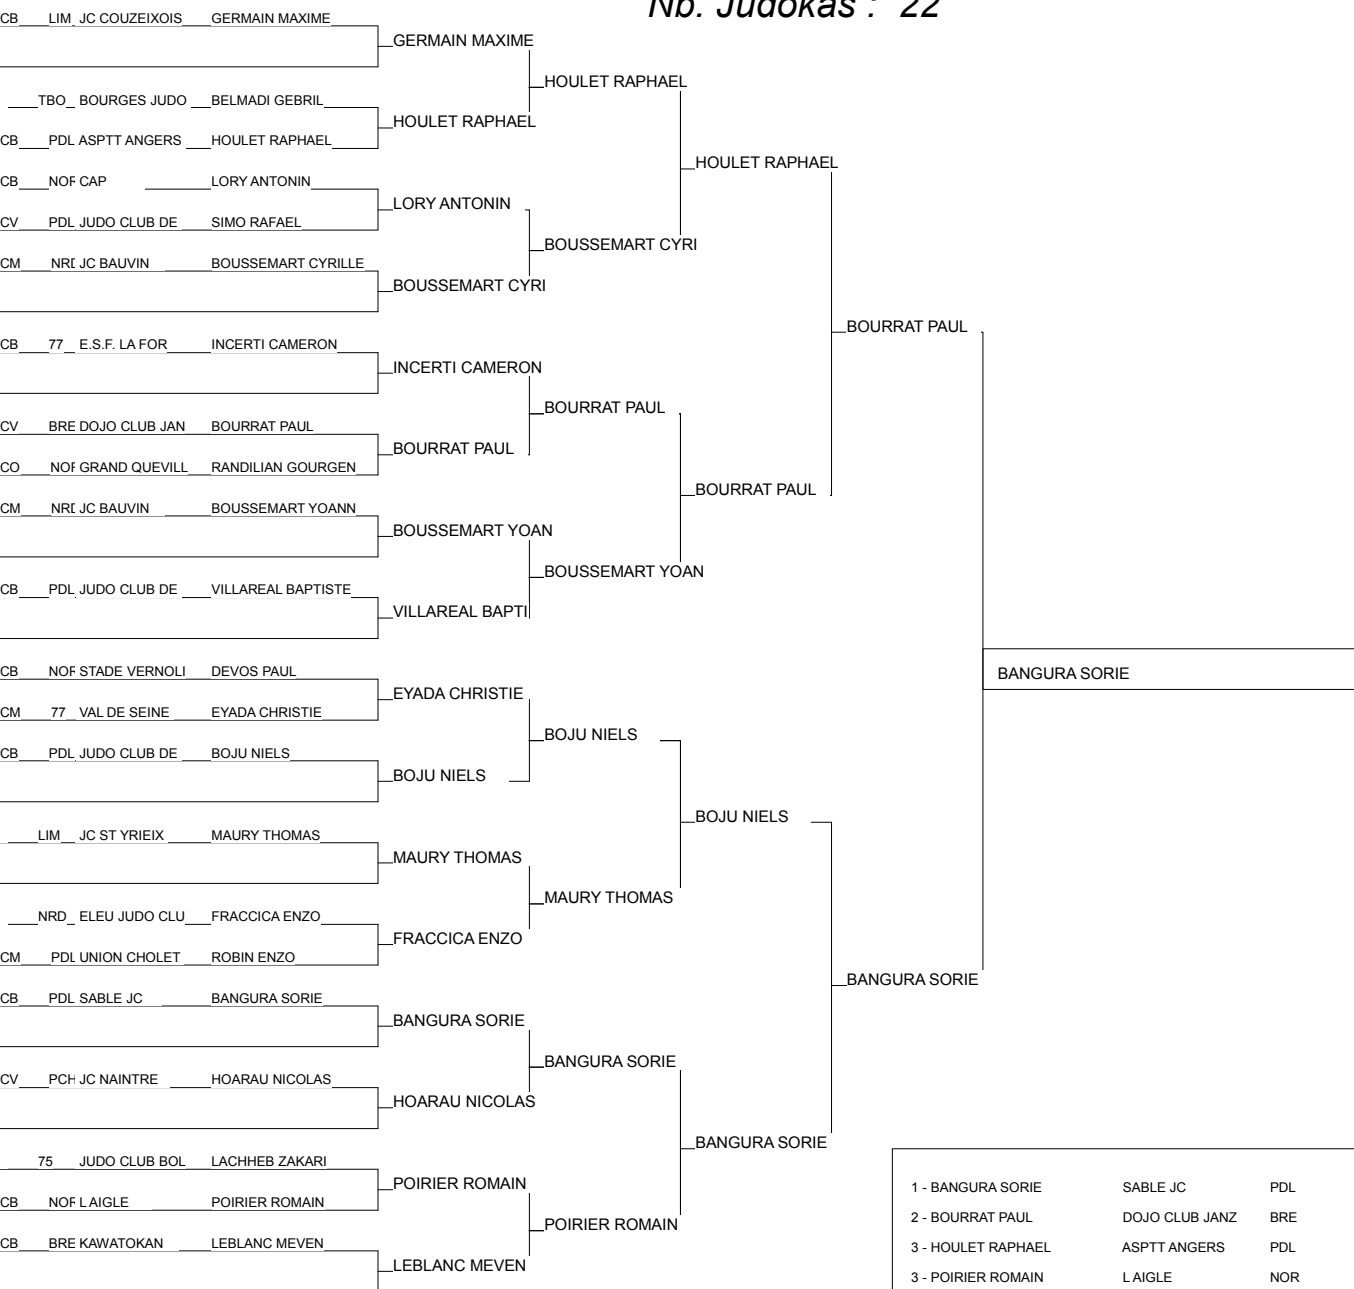 Nb. Judokas : 22
CB LIM JC COUZEIXOIS GERMAIN MAXIME
GERMAIN MAXIME
HOULET RAPHAEL
TBO BOURGES JUDO BELMADI GEBRIL
HOULET RAPHAEL
CB PDL ASPTT ANGERS HOULET RAPHAEL
HOULET RAPHAEL
CB NOR CAP LORY ANTONIN
LORY ANTONIN
CV PDL JUDO CLUB DE SIMO RAFAEL
BOUSSEMART CYRI
CM NRD JC BAUVIN BOUSSEMART CYRILLE
BOUSSEMART CYRI
BOURRAT PAUL
CB 77 E.S.F. LA FOR INCERTI CAMERON
INCERTI CAMERON
BOURRAT PAUL
CV BRE DOJO CLUB JAN BOURRAT PAUL
BOURRAT PAUL
CO NOR GRAND QUEVILL RANDILIAN GOURGEN
BOURRAT PAUL
CM NRD JC BAUVIN BOUSSEMART YOANN
BOUSSEMART YOAN
BOUSSEMART YOAN
CB PDL JUDO CLUB DE VILLAREAL BAPTISTE
VILLAREAL BAPTI
CB NOR STADE VERNOLI DEVOS PAUL
BANGURA SORIE
EYADA CHRISTIE
CM 77 VAL DE SEINE EYADA CHRISTIE
BOJU NIELS
CB PDL JUDO CLUB DE BOJU NIELS
BOJU NIELS
BOJU NIELS
LIM JC ST YRIEIX MAURY THOMAS
MAURY THOMAS
MAURY THOMAS
NRD ELEU JUDO CLU FRACCICA ENZO
FRACCICA ENZO
CM PDL UNION CHOLET ROBIN ENZO
BANGURA SORIE
CB PDL SABLE JC BANGURA SORIE
BANGURA SORIE
BANGURA SORIE
CV PCH JC NAINTRE HOARAU NICOLAS
HOARAU NICOLAS
BANGURA SORIE
75 JUDO CLUB BOL LACHHEB ZAKARI
POIRIER ROMAIN
CB NOR L AIGLE POIRIER ROMAIN
POIRIER ROMAIN
CB BRE KAWATOKAN LEBLANC MEVEN
LEBLANC MEVEN
1 - BANGURA SORIE SABLE JC PDL
2 - BOURRAT PAUL DOJO CLUB JANZ BRE
3 - HOULET RAPHAEL ASPTT ANGERS PDL
3 - POIRIER ROMAIN L AIGLE NOR